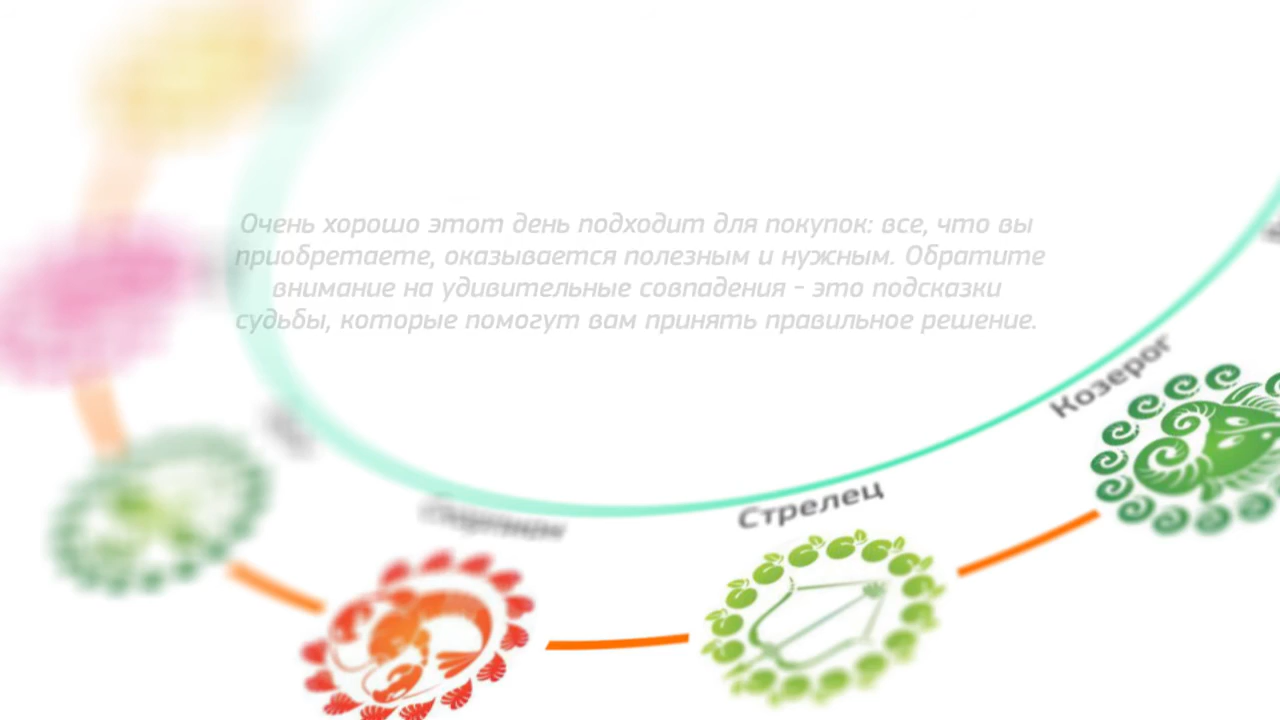 Очень хорошо этот день подходит для покупок: все, что вы
приобретаете, оказывается полезным и нужным. Обратите
внимание на удивительные совпадения - это подсказки
судьбы, которые помогут вам принять правильное решение.
Козерог
Стрелец